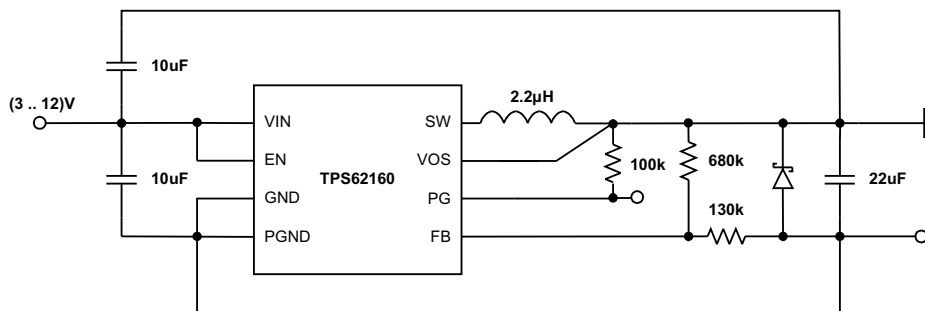 10uF
(3 .. 12)V
2.2µH
VIN
SW
EN
VOS
100k
680k
10uF
TPS62160
22uF
GND
PG
130k
PGND
FB